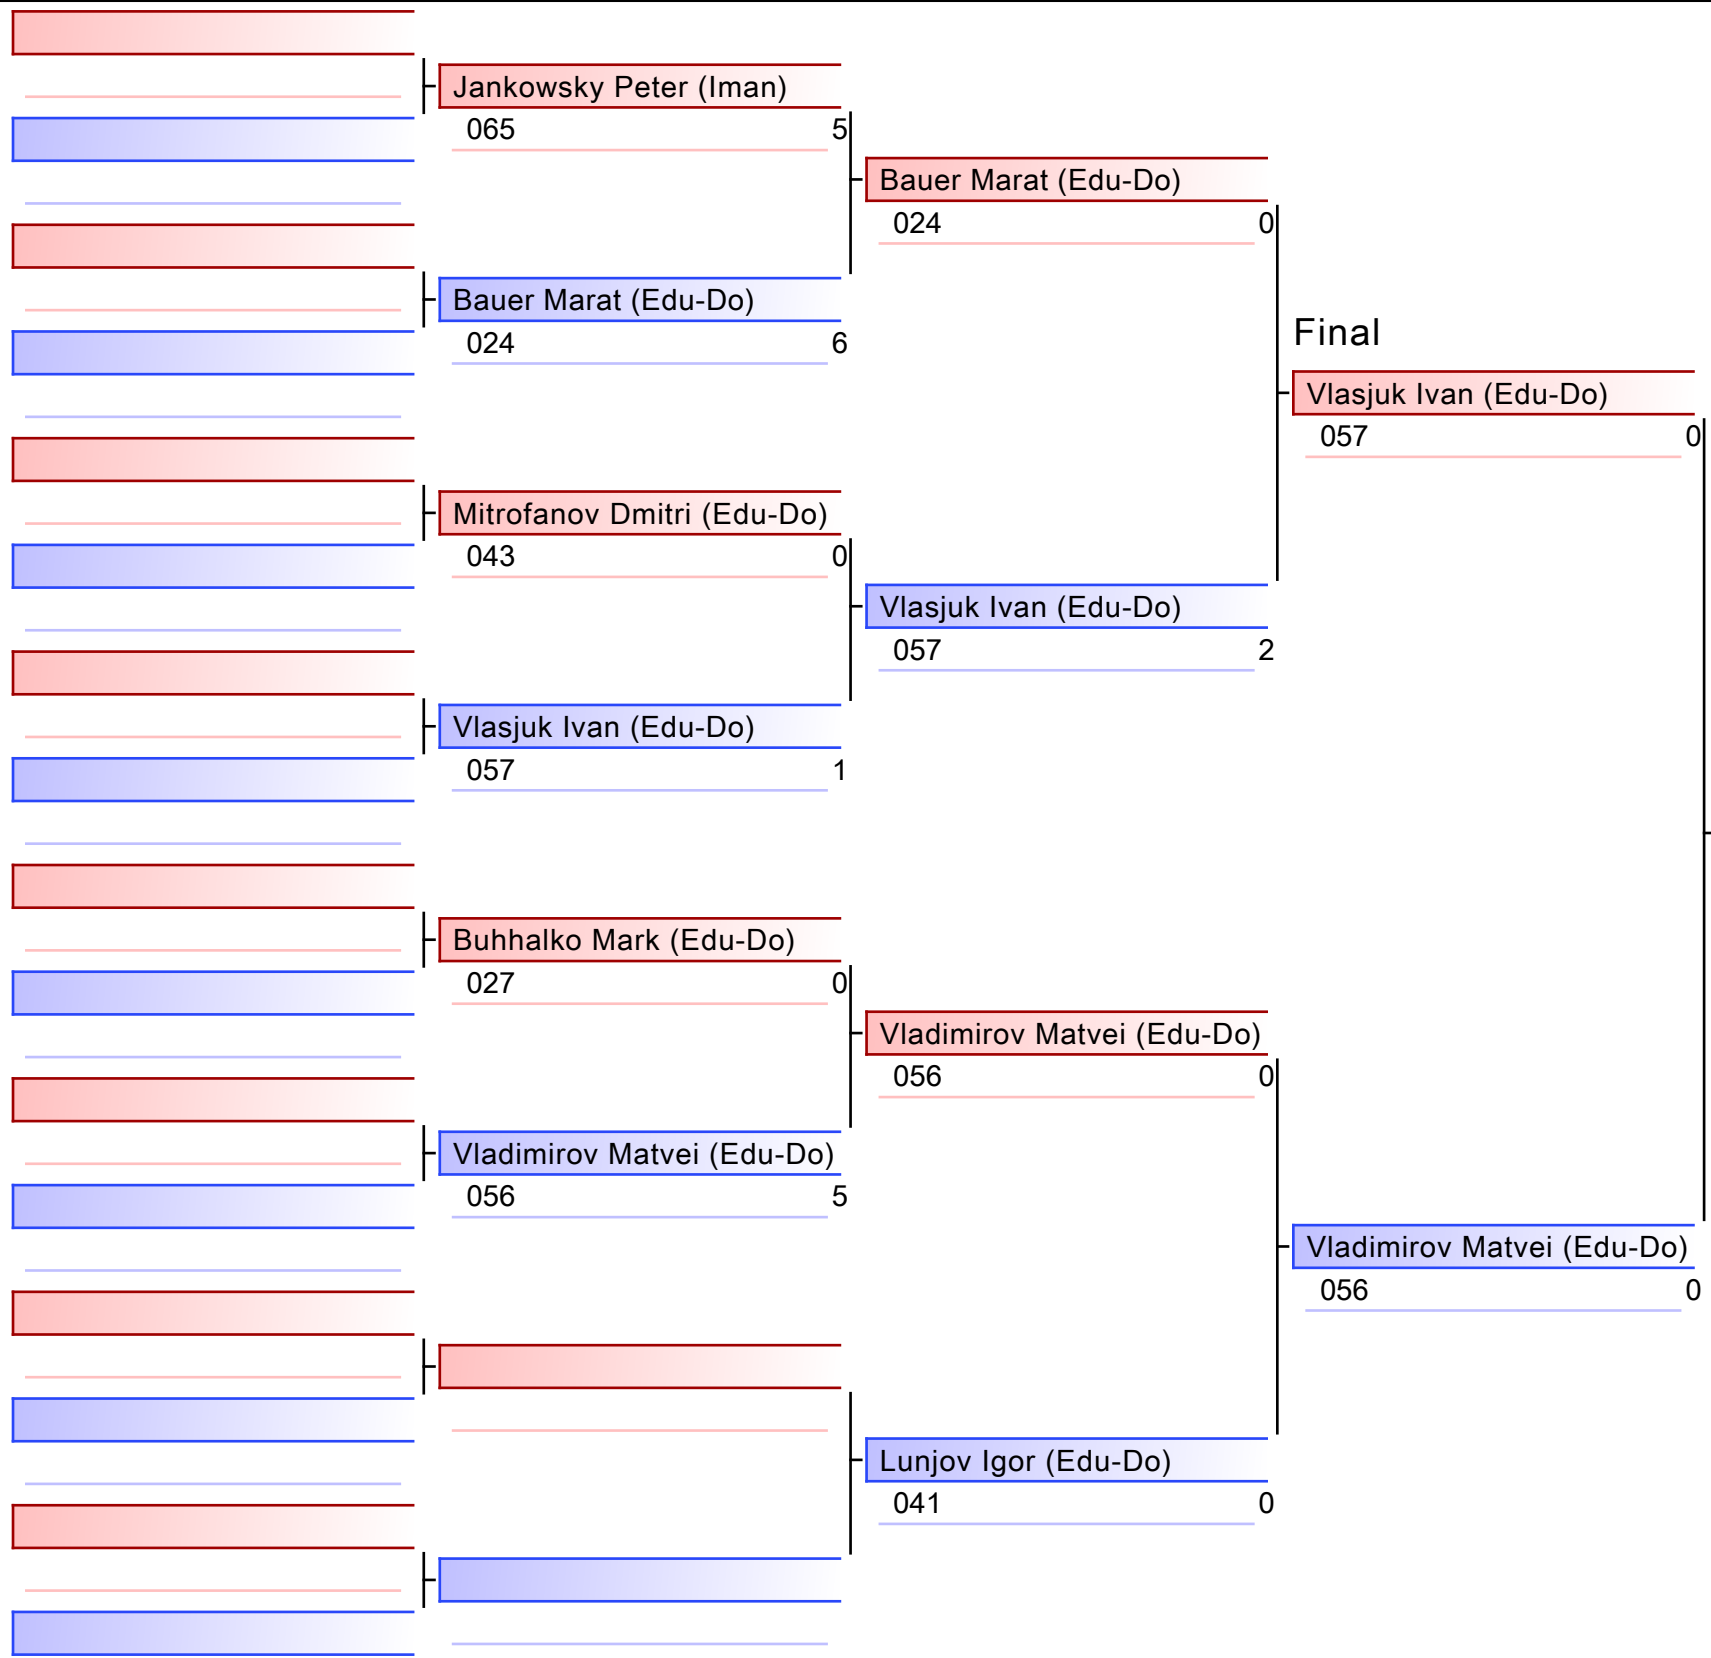 Jankowsky Peter (Iman)
065 5
Bauer Marat (Edu-Do)
024 6
Mitrofanov Dmitri (Edu-Do)
043 0
Vlasjuk Ivan (Edu-Do)
057 1
Buhhalko Mark (Edu-Do)
027 0
Vladimirov Matvei (Edu-Do)
056 5
Bauer Marat (Edu-Do)
024 0
Vlasjuk Ivan (Edu-Do)
057 2
Vladimirov Matvei (Edu-Do)
056 0
Lunjov Igor (Edu-Do)
041 0
Final
Vlasjuk Ivan (Edu-Do)
057 0
Vladimirov Matvei (Edu-Do)
056 0